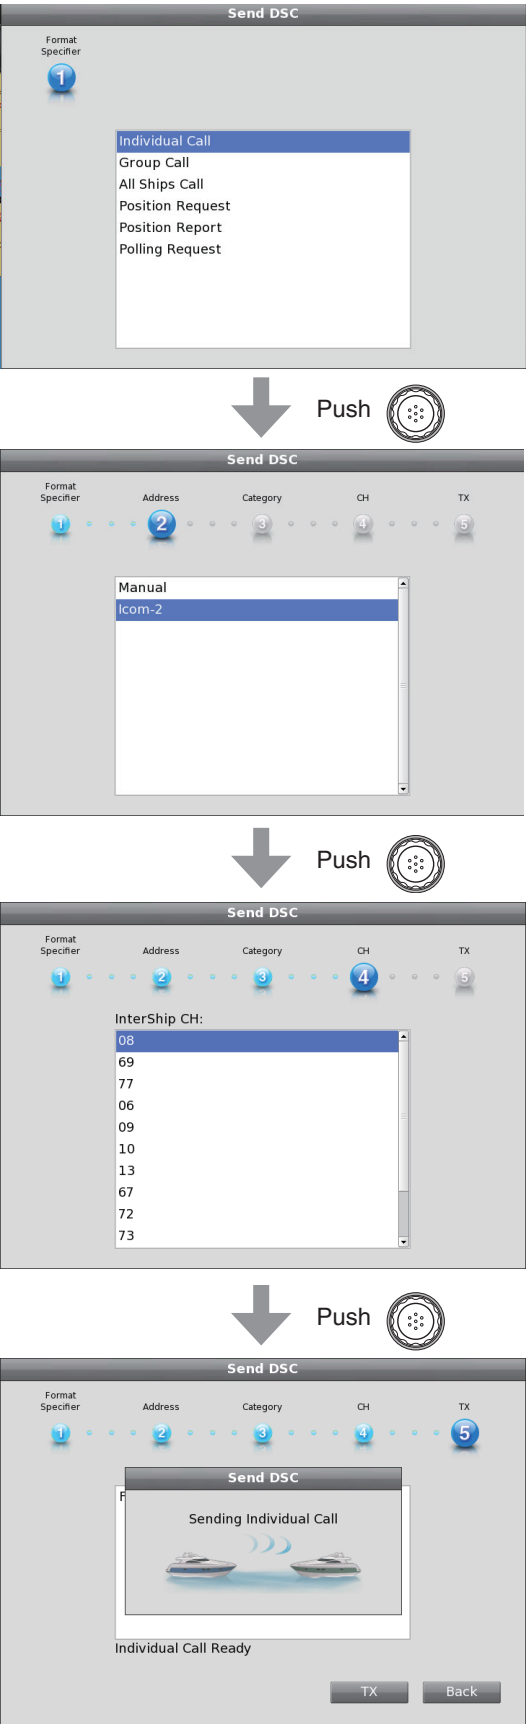 Send DSC
Format
Specifier
1
Individual Call
Group Call
All Ships Call
Position Request
Position Report
Polling Request
Push
Send DSC
Format
Specifier
Address
Category
CH
TX
1
2
3
4
5
Manual
Icom-2
Push
Send DSC
Format
Specifier
Address
Category
CH
TX
1
2
3
4
5
InterShip CH:
08
69
77
06
09
10
13
67
72
73
Push
Send DSC
Format
Specifier
Address
Category
CH
TX
1
2
3
4
5
F
Send DSC
Sending Individual Call
Individual Call Ready
TX
Back